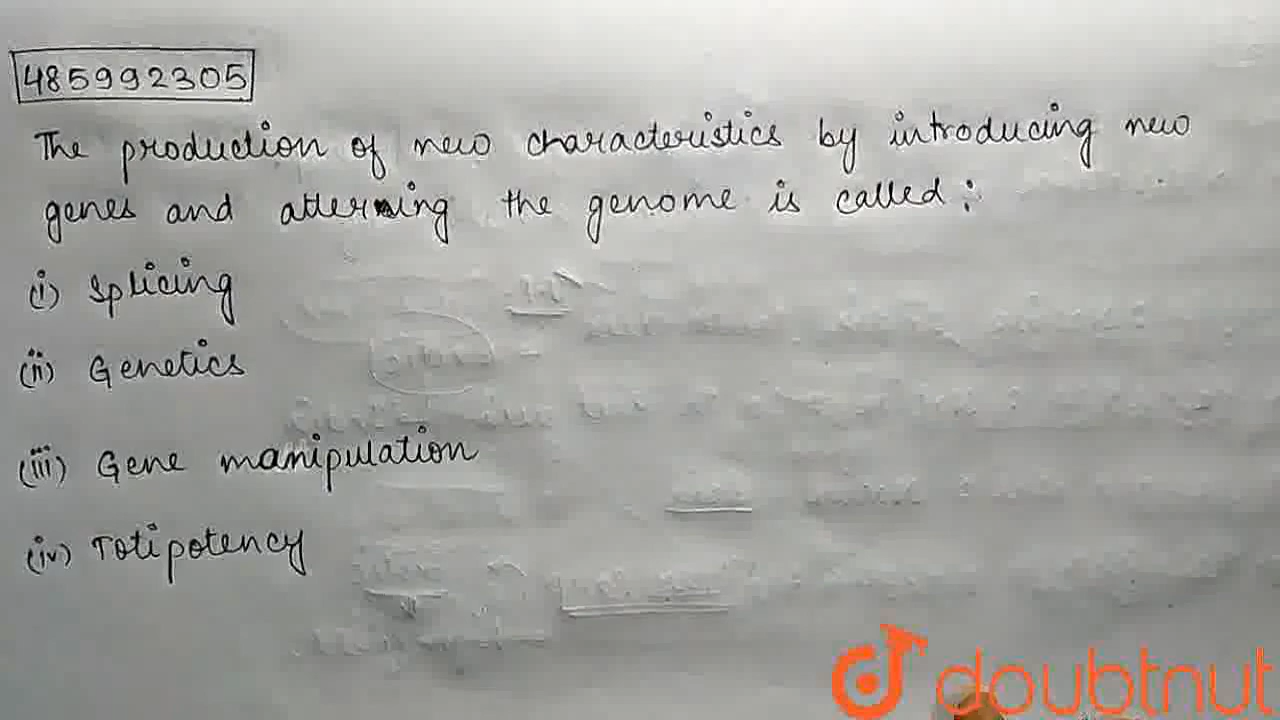 485992305
The production of new characteristics by introducing new
genes and alterning the genome is called:
(i) Splicing
(ii) Genetics
(iii) Gene manipulation
(iv) Totipotency
doubtnut